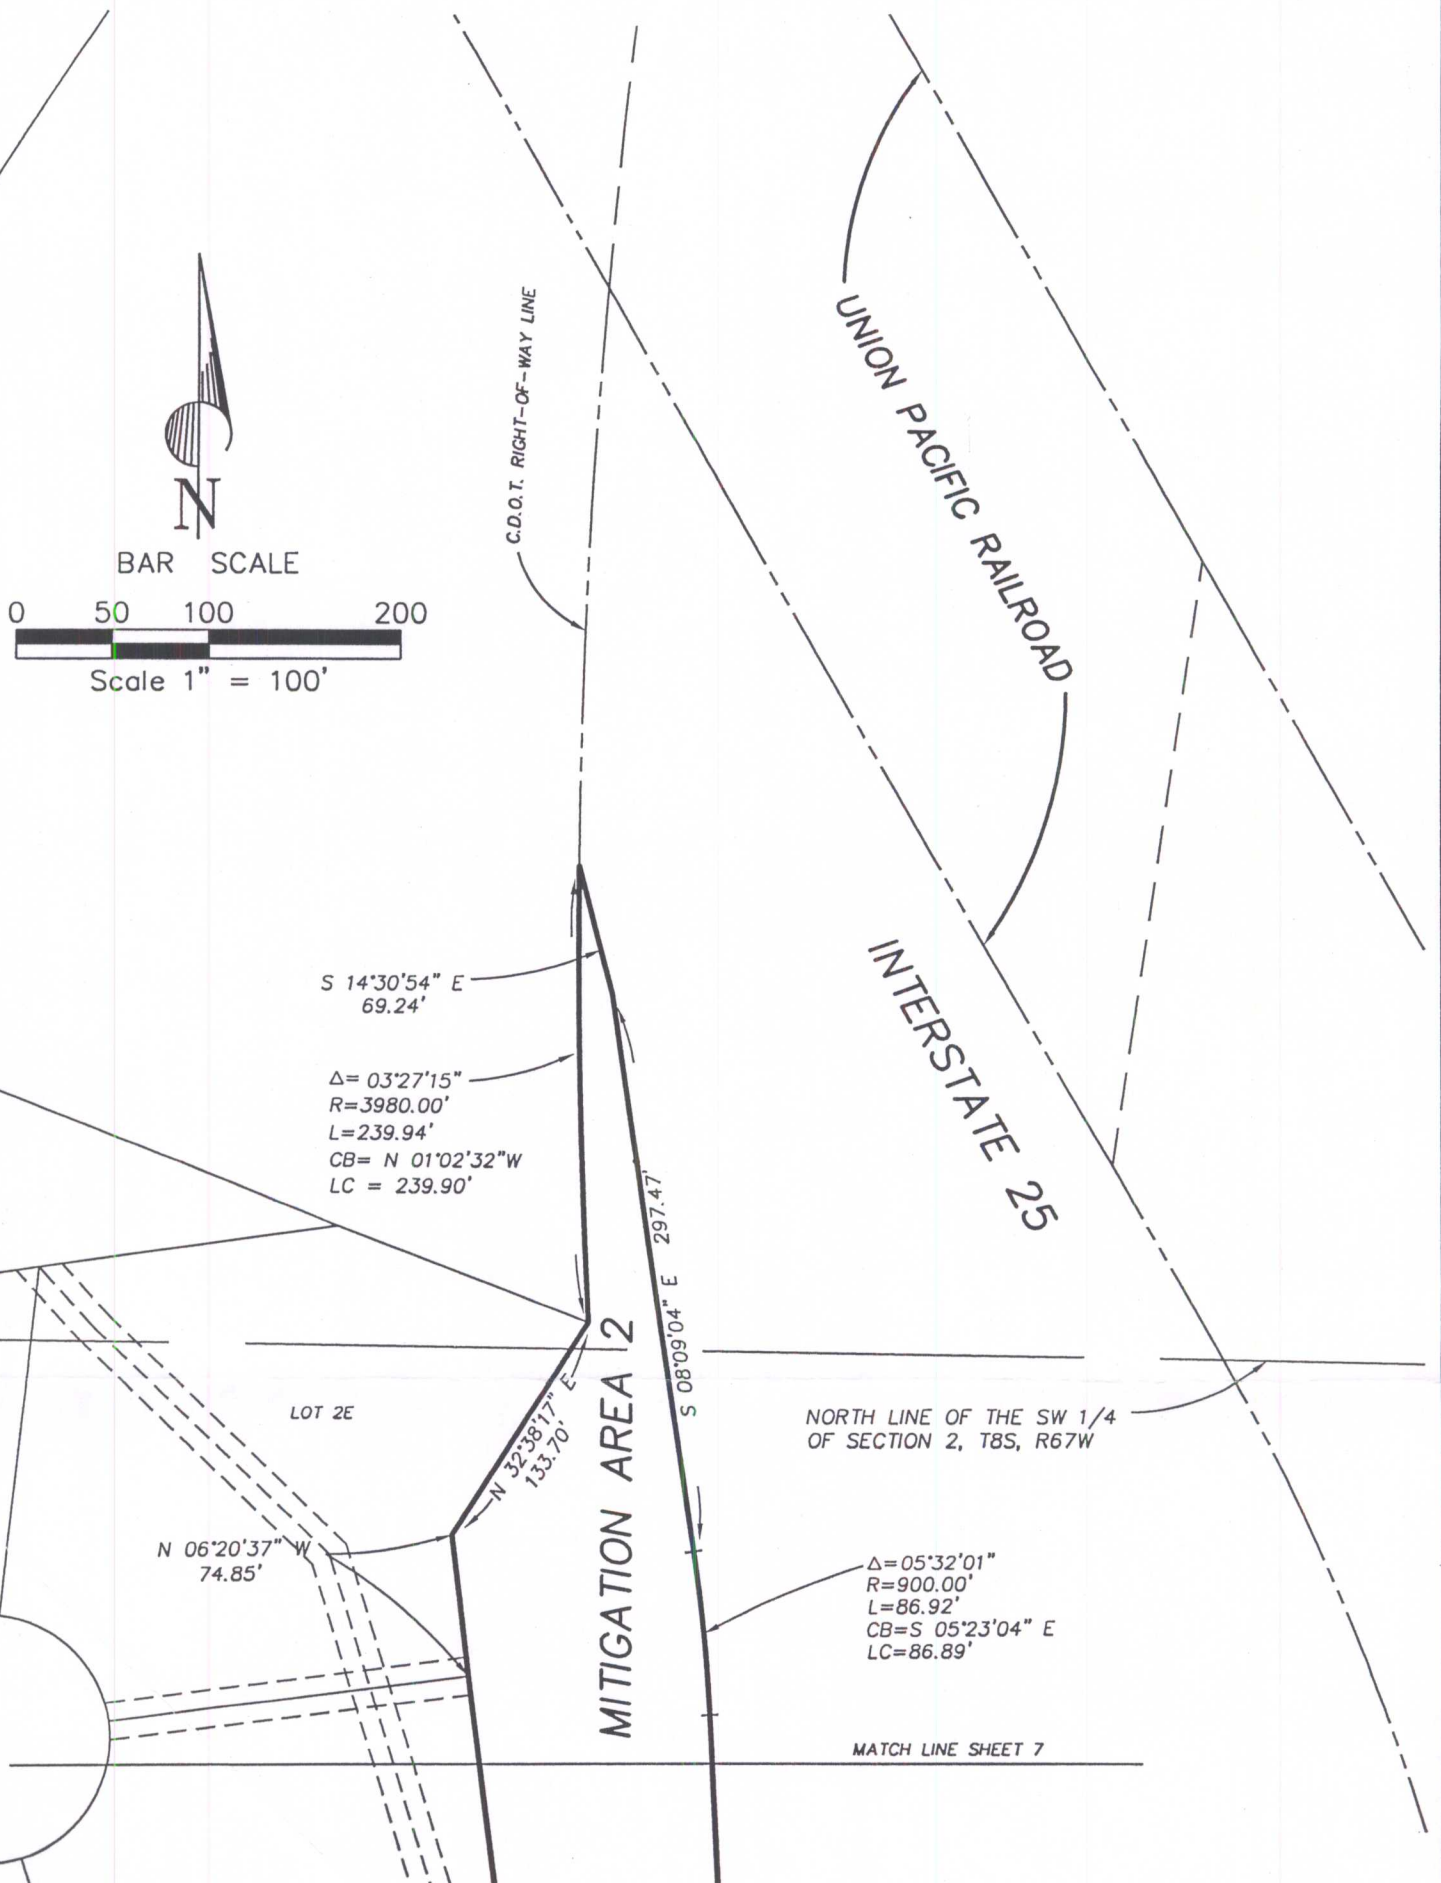 C.D.O.T. RIGHT-OF-WAY LINE
UNION PACIFIC RAILROAD
N
BAR SCALE
0 50 100 200
Scale 1" = 100'
S 14°30'54" E
69.24'
INTERSTATE 25
Δ= 03°27'15"
R=3980.00'
L=239.94'
CB= N 01°02'32"W
LC = 239.90'
S 08°09'04" E 297.47'
MITIGATION AREA 2
LOT 2E
N 32°38'17" E
133.70'
NORTH LINE OF THE SW 1/4
OF SECTION 2, T8S, R67W
N 06°20'37" W
74.85'
Δ=05°32'01"
R=900.00'
L=86.92'
CB=S 05°23'04" E
LC=86.89'
MATCH LINE SHEET 7